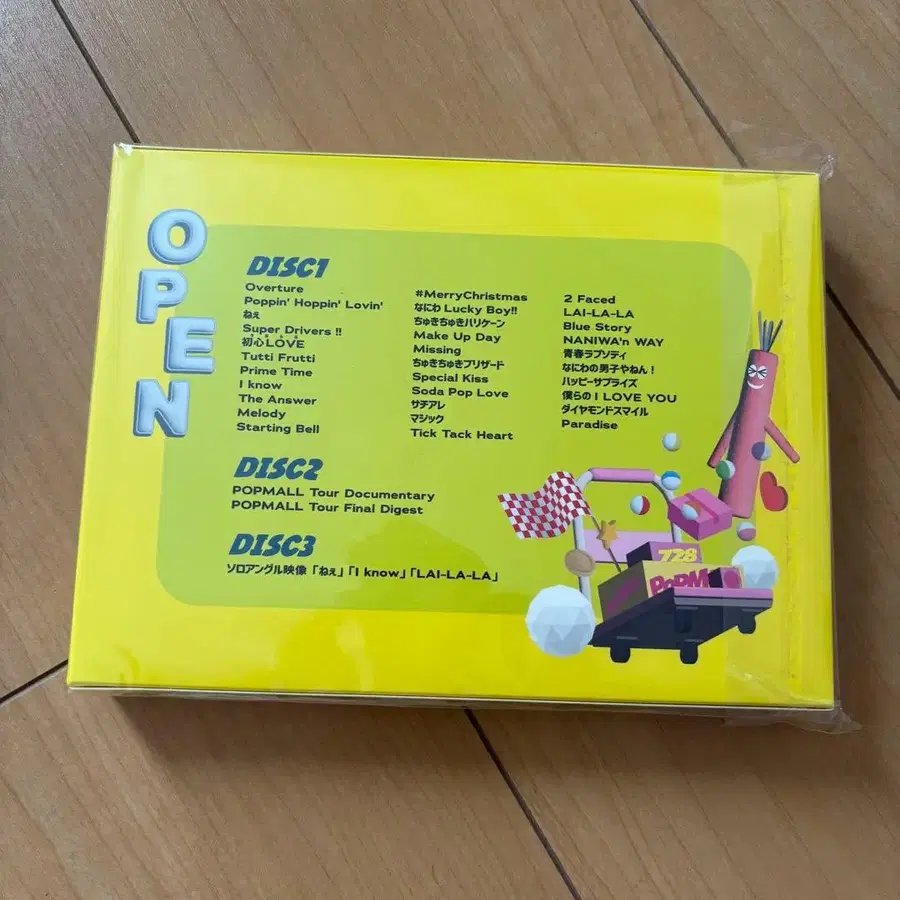 OPEN
DISC1
Overture
Poppin' Hoppin' Lovin'
ねぇ
Super Drivers !!
初心LOVE
Tutti Frutti
Prime Time
I know
The Answer
Melody
Starting Bell
#MerryChristmas
なにわ Lucky Boy!!
ちゅきちゅきハリケーン
Make Up Day
Missing
ちゅきちゅきブリザード
Special Kiss
Soda Pop Love
サチアレ
マジック
Tick Tack Heart
2 Faced
LAI-LA-LA
Blue Story
NANIWA'n WAY
青春ラプソディ
なにわの男子やねん！
ハッピーサプライズ
僕らの I LOVE YOU
ダイヤモンドスマイル
Paradise
DISC2
POPMALL Tour Documentary
POPMALL Tour Final Digest
DISC3
ソロアングル映像 「ねぇ」「I know」「LAI-LA-LA」
728
POPM